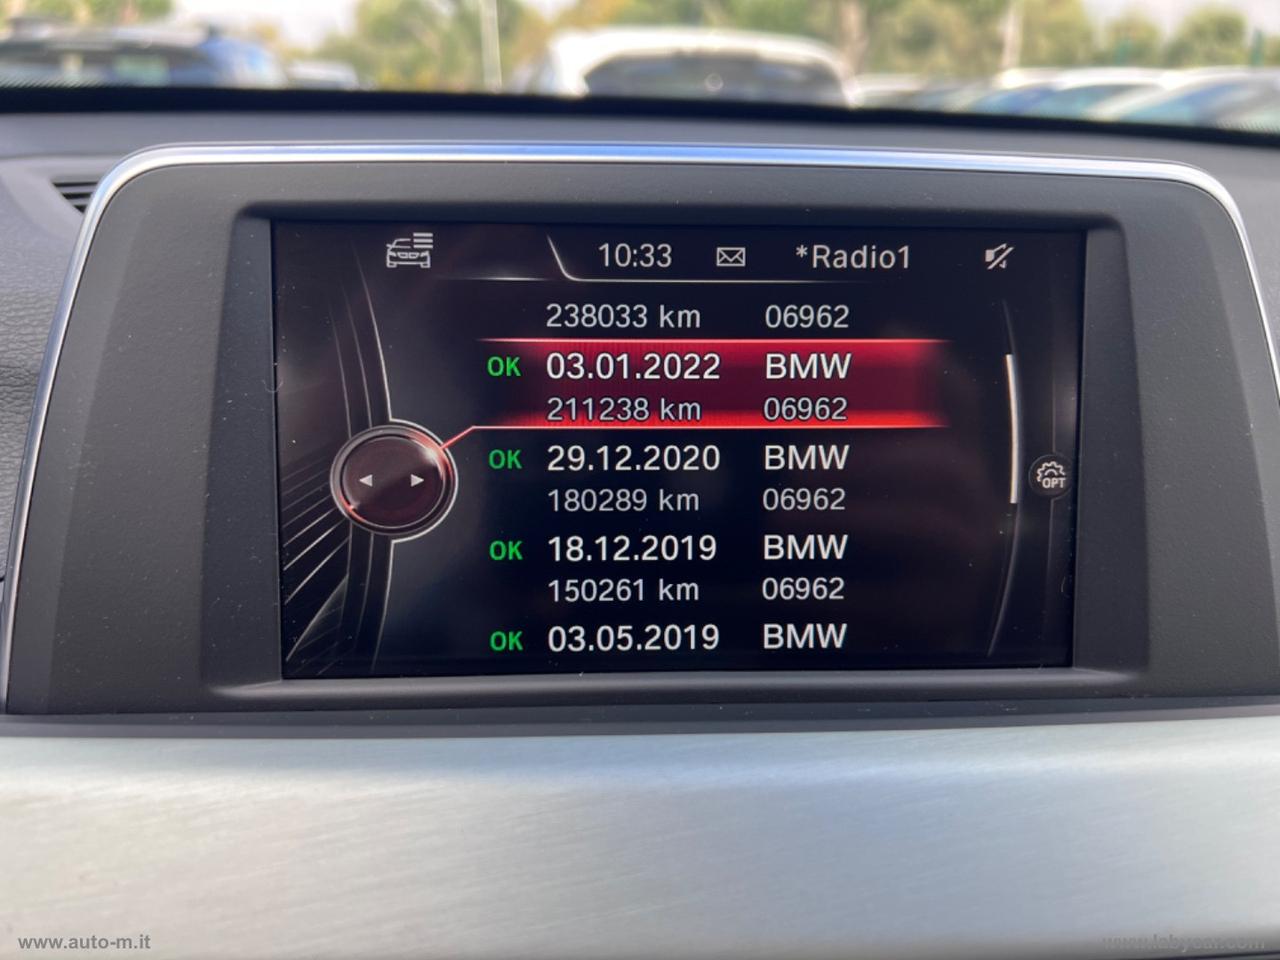 10:33 *Radio1
238033 km 06962
OK 03.01.2022 BMW
211238 km 06962
OK 29.12.2020 BMW
180289 km 06962
OPT
OK 18.12.2019 BMW
150261 km 06962
OK 03.05.2019 BMW
www.auto-m.it